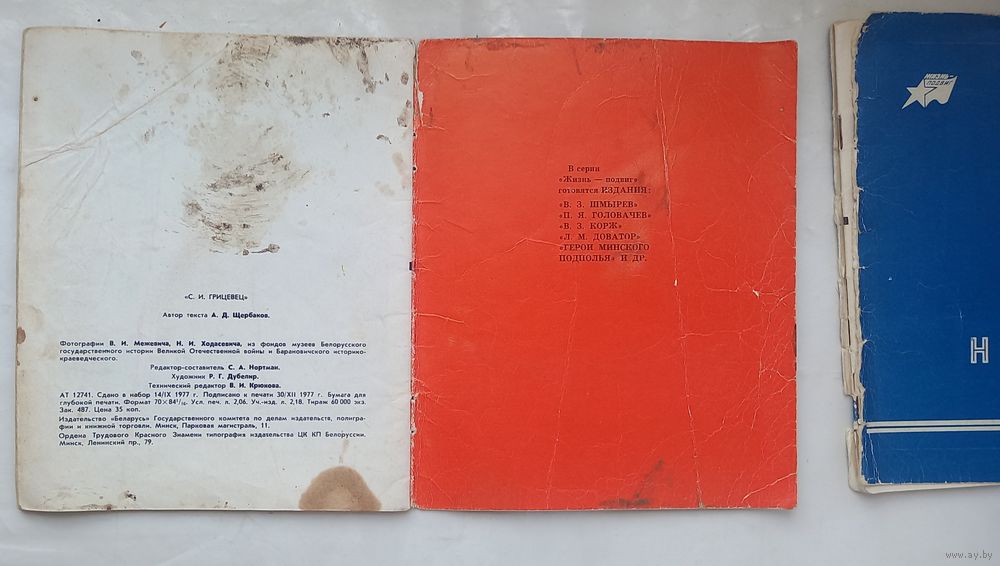 «С. И. ГРИЦЕВЕЦ»
Автор текста А. Д. Щербаков.
Фотографии В. И. Межевича, Н. И. Ходасевича, из фондов музеев Белорусского
государственного истории Великой Отечественной войны и Барановичского историко-
краеведческого.
Редактор-составитель С. А. Нортман.
Художник Р. Г. Дубелир.
Технический редактор В. И. Крюкова.
АТ 12741. Сдано в набор 14/IX 1977 г. Подписано к печати 30/XII 1977 г. Бумага для
глубокой печати. Формат 70×84¹/₁₆. Усл. печ. л. 2,06. Уч.-изд. л. 2,18. Тираж 60 000 экз.
Зак. 487. Цена 35 коп.
Издательство «Беларусь» Государственного комитета по делам издательств, полигра-
фии и книжной торговли. Минск, Парковая магистраль, 11.
Ордена Трудового Красного Знамени типография издательства ЦК КП Белоруссии.
Минск, Ленинский пр., 79.
В серии
«Жизнь — подвиг»
готовятся ИЗДАНИЯ:
«В. З. ШМЫРЕВ»
«П. Я. ГОЛОВАЧЕВ»
«В. З. КОРЖ»
«Л. М. ДОВАТОР»
«ГЕРОИ МИНСКОГО
ПОДПОЛЬЯ» И ДР.
ЖИЗНЬ-
ПОДВИГ
Н
www.ay.by